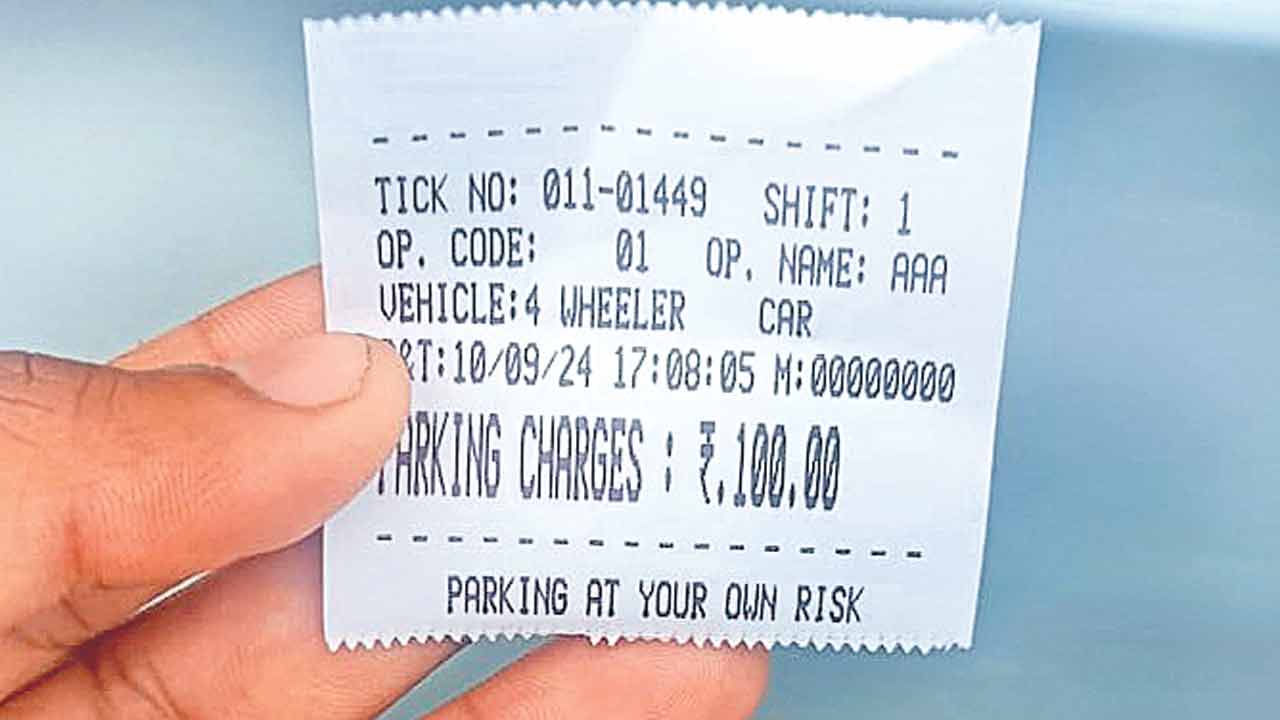 TICK NO: 011-01449 SHIFT: 1
OP. CODE: 01 OP. NAME: AAA
VEHICLE:4 WHEELER CAR
&T:10/09/24 17:08:05 M:00000000
PARKING CHARGES : ₹.100.00
PARKING AT YOUR OWN RISK